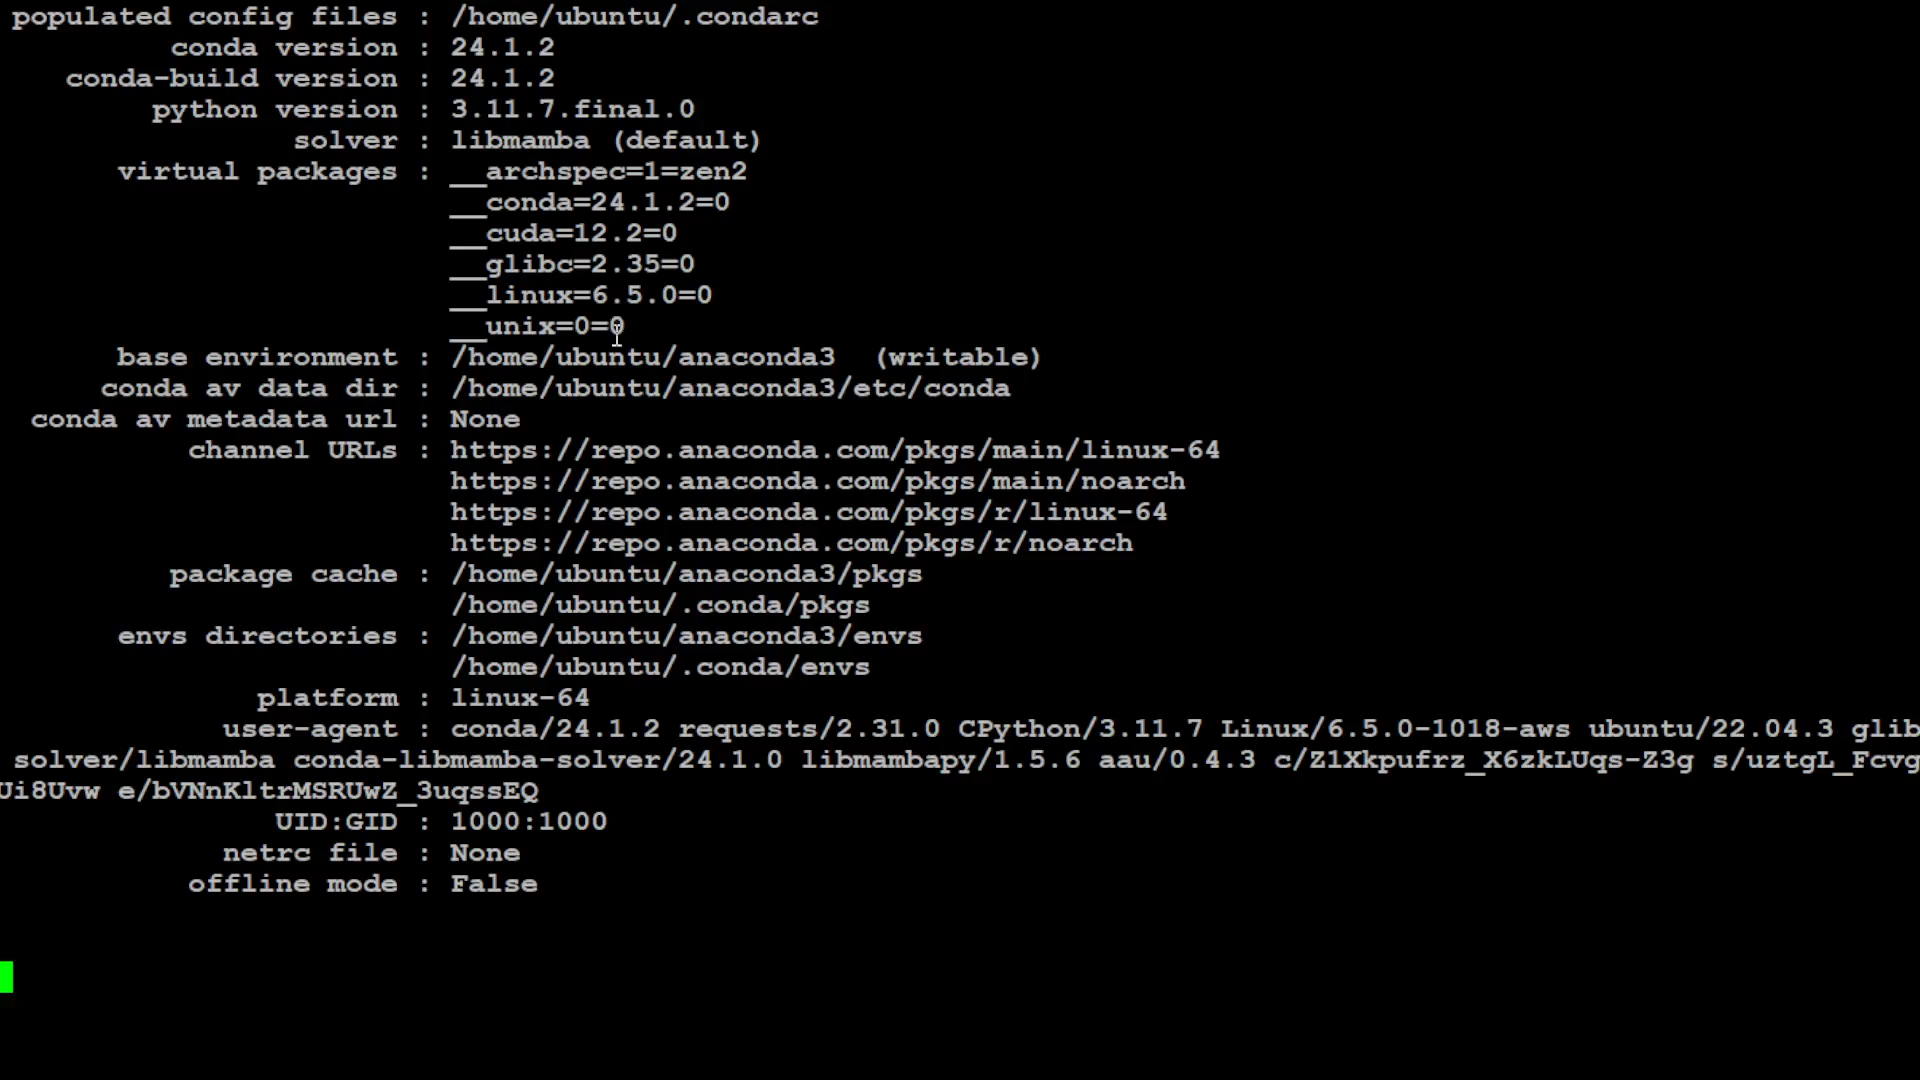 populated config files : /home/ubuntu/.condarc
conda version : 24.1.2
conda-build version : 24.1.2
python version : 3.11.7.final.0
solver : libmamba (default)
virtual packages : __archspec=1=zen2
__conda=24.1.2=0
__cuda=12.2=0
__glibc=2.35=0
__linux=6.5.0=0
__unix=0=0
base environment : /home/ubuntu/anaconda3  (writable)
conda av data dir : /home/ubuntu/anaconda3/etc/conda
conda av metadata url : None
channel URLs : https://repo.anaconda.com/pkgs/main/linux-64
https://repo.anaconda.com/pkgs/main/noarch
https://repo.anaconda.com/pkgs/r/linux-64
https://repo.anaconda.com/pkgs/r/noarch
package cache : /home/ubuntu/anaconda3/pkgs
/home/ubuntu/.conda/pkgs
envs directories : /home/ubuntu/anaconda3/envs
/home/ubuntu/.conda/envs
platform : linux-64
user-agent : conda/24.1.2 requests/2.31.0 CPython/3.11.7 Linux/6.5.0-1018-aws ubuntu/22.04.3 glib
solver/libmamba conda-libmamba-solver/24.1.0 libmambapy/1.5.6 aau/0.4.3 c/Z1Xkpufrz_X6zkLUqs-Z3g s/uztgL_Fcvg
Ui8Uvw e/bVNnKltrMSRUwZ_3uqssEQ
UID:GID : 1000:1000
netrc file : None
offline mode : False